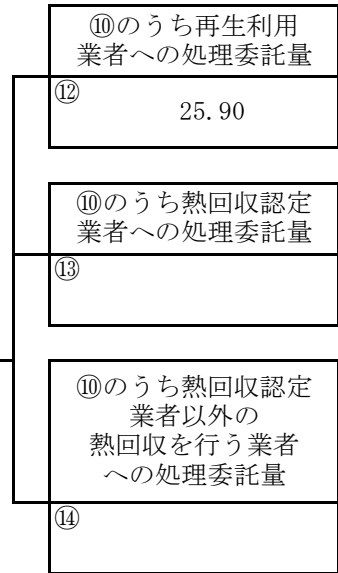 ⑩のうち再生利用
業者への処理委託量
⑫
25.90
⑩のうち熱回収認定
業者への処理委託量
⑬
⑩のうち熱回収認定
業者以外の
熱回収を行う業者
への処理委託量
⑭